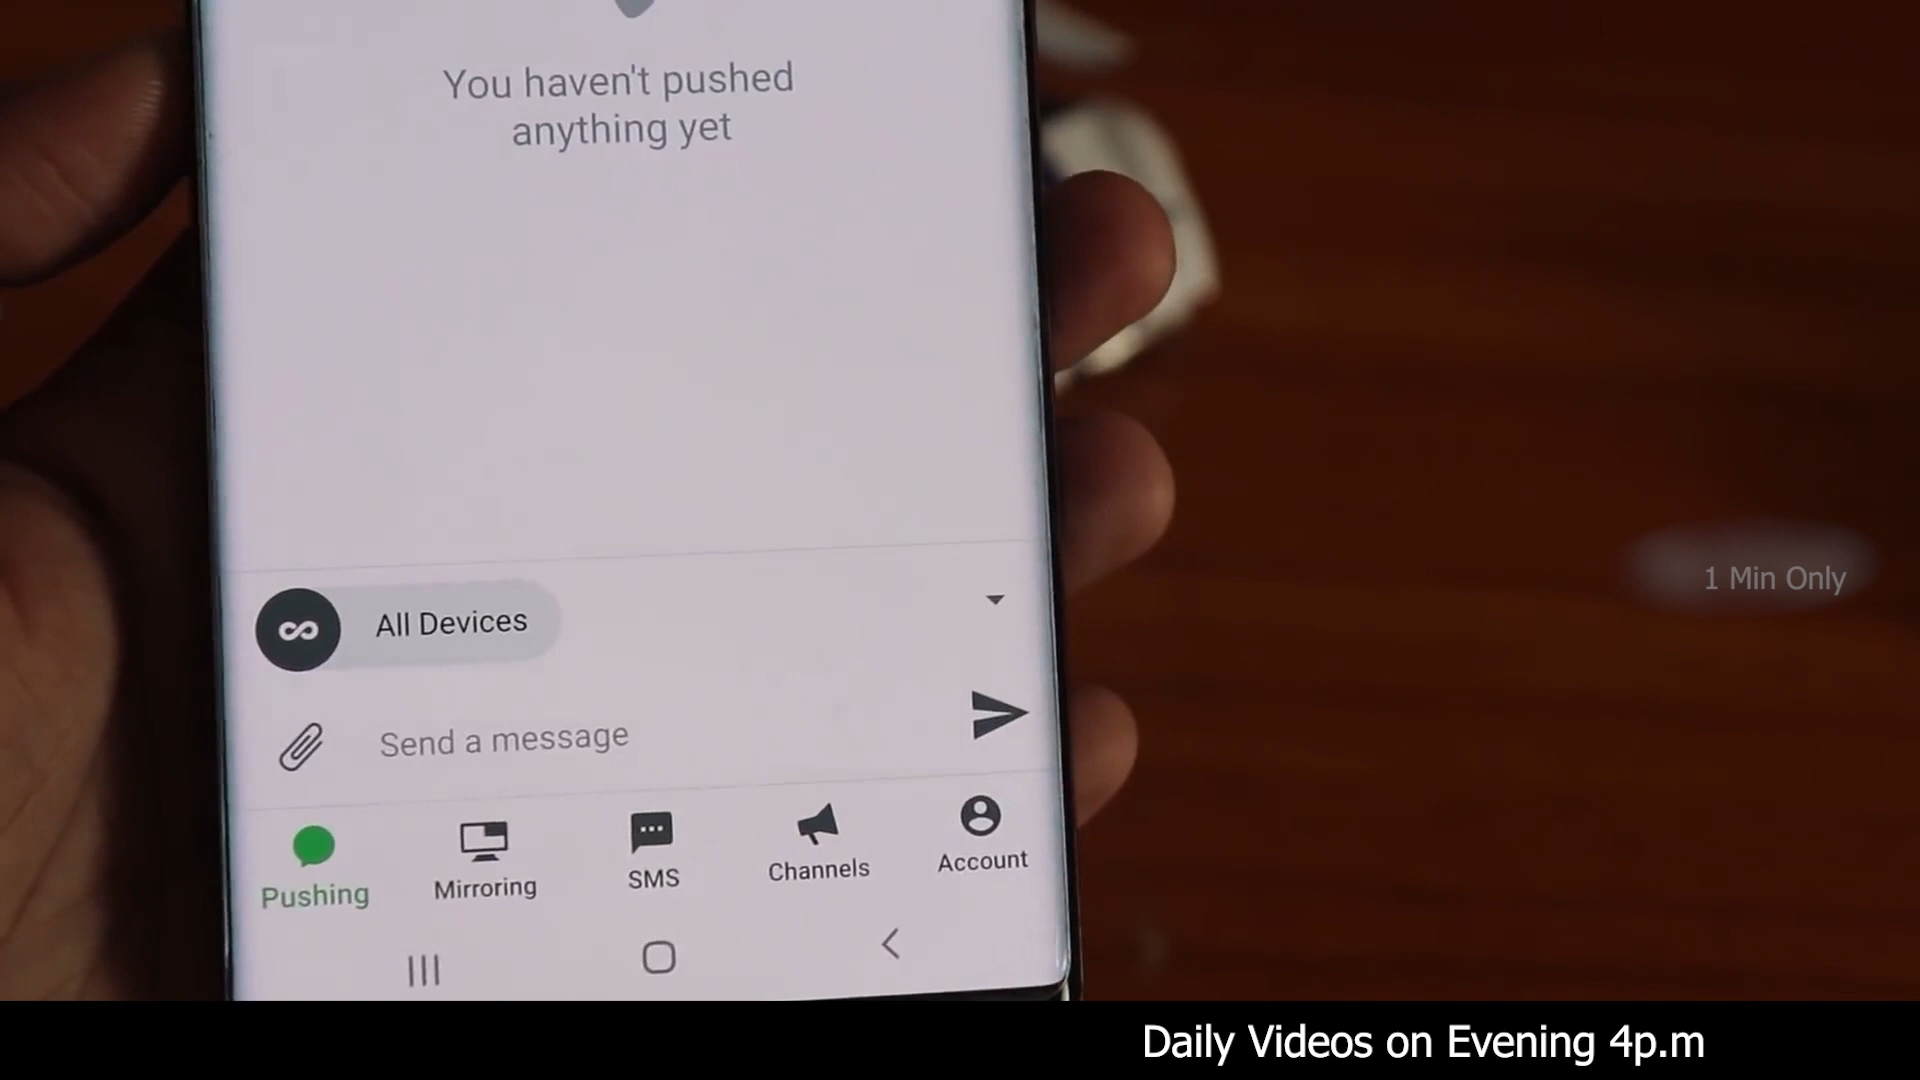 You haven't pushed
anything yet
All Devices
Send a message
Pushing
Mirroring
SMS
Channels
Account
1 Min Only
Daily Videos on Evening 4p.m